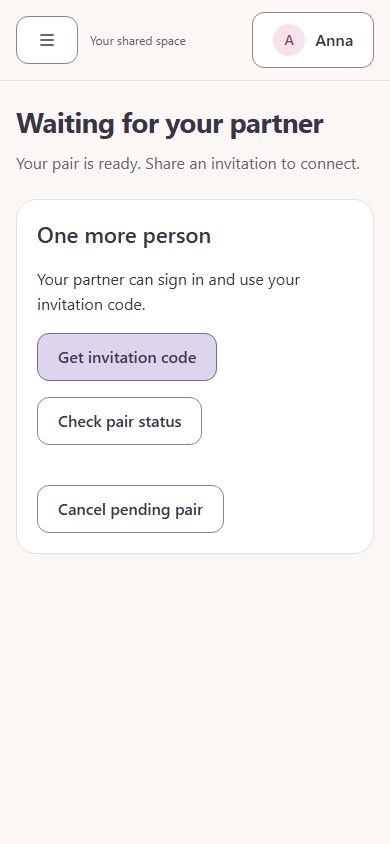 Your shared space
A
Anna
Waiting for your partner
Your pair is ready. Share an invitation to connect.
One more person
Your partner can sign in and use your
invitation code.
Get invitation code
Check pair status
Cancel pending pair